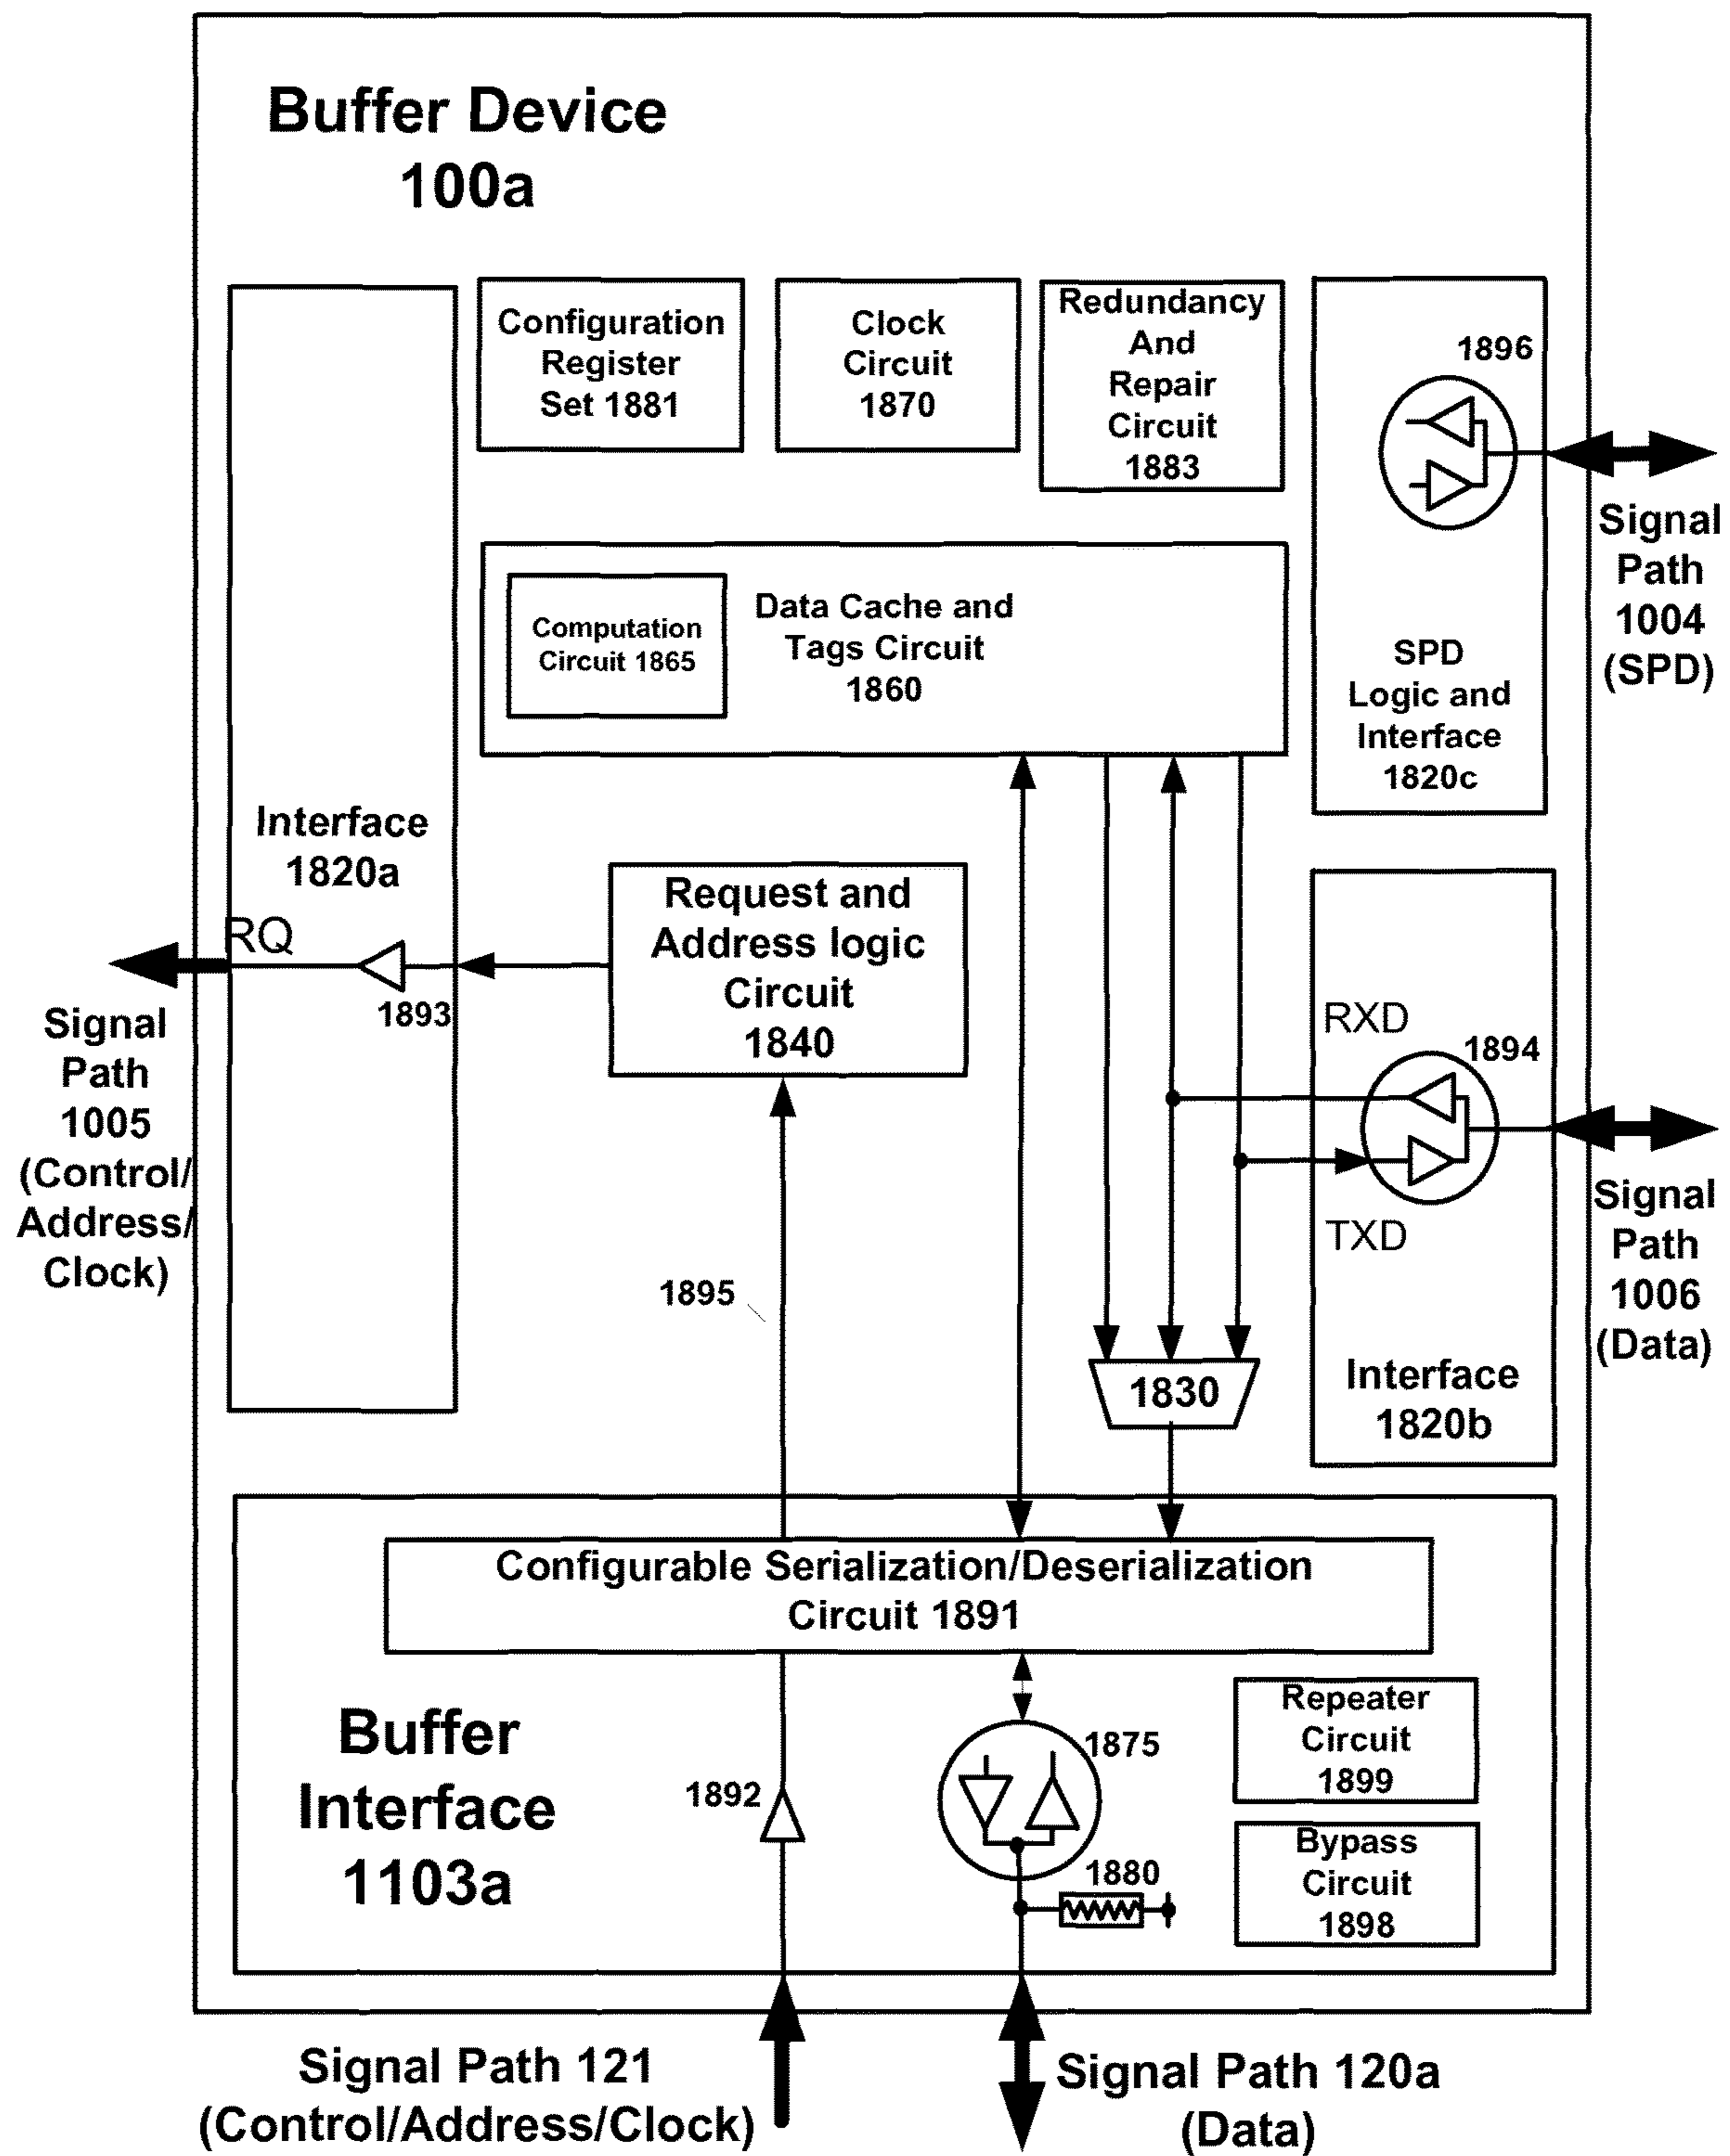 Buffer Device
100a
Configuration
Register
Set 1881
Clock
Circuit
1870
Redundancy
And
Repair
Circuit
1883
1896
SPD
Logic and
Interface
1820c
Signal
Path
1004
(SPD)
Computation
Circuit 1865
Data Cache and
Tags Circuit
1860
Interface
1820a
RQ
1893
Signal
Path
1005
(Control/
Address/
Clock)
Request and
Address logic
Circuit
1840
1895
RXD
1894
TXD
Interface
1820b
Signal
Path
1006
(Data)
1830
Configurable Serialization/Deserialization
Circuit 1891
Buffer
Interface
1103a
1892
1875
1880
Repeater
Circuit
1899
Bypass
Circuit
1898
Signal Path 121
(Control/Address/Clock)
Signal Path 120a
(Data)